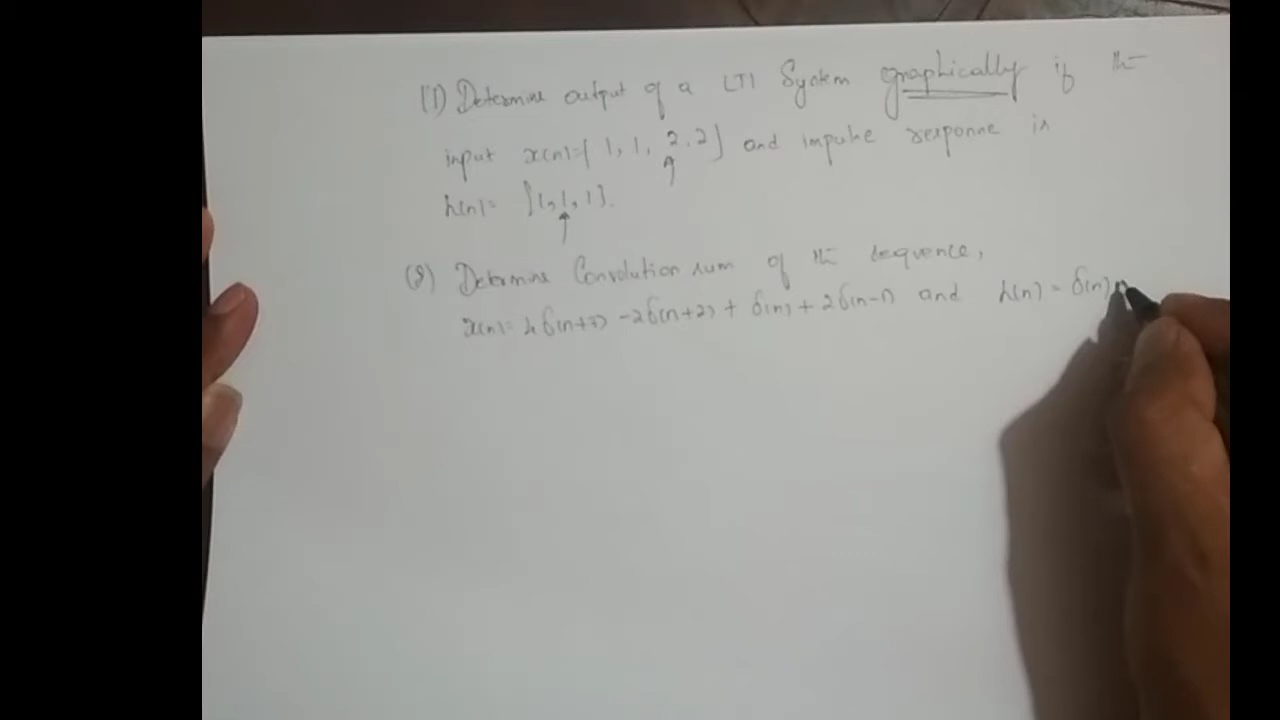 (1) Determine output of a LTI System graphically if the
input x(n)={ 1, 1, 2, 2} and impulse response is
h(n)= {1, 1, 1}.
(2) Determine Convolution sum of the sequence,
x(n)= δ(n+3) -2δ(n+2) + δ(n) + 2δ(n-1) and h(n) = δ(n)